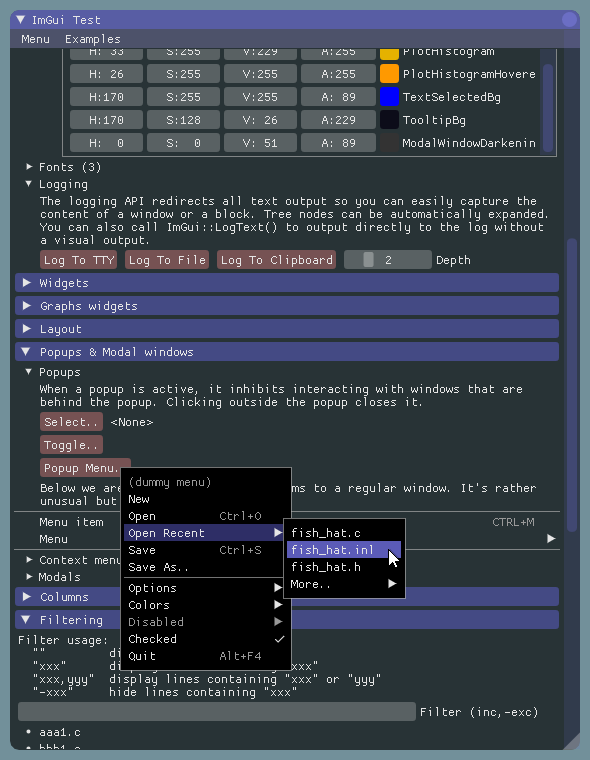 ImGui Test
Menu Examples
H: 33 S:255 V:229 A:255 PlotHistogram
H: 26 S:255 V:255 A:255 PlotHistogramHovere
H:170 S:255 V:255 A: 89 TextSelectedBg
H:170 S:128 V: 26 A:229 TooltipBg
H: 0 S: 0 V: 51 A: 89 ModalWindowDarkenin
Fonts (3)
Logging
The logging API redirects all text output so you can easily capture the
content of a window or a block. Tree nodes can be automatically expanded.
You can also call ImGui::LogText() to output directly to the log without
a visual output.
Log To TTY Log To File Log To Clipboard 2 Depth
Widgets
Graphs widgets
Layout
Popups & Modal windows
Popups
When a popup is active, it inhibits interacting with windows that are
behind the popup. Clicking outside the popup closes it.
Select.. <None>
Toggle..
Popup Menu..
(dummy menu)
New
Open Ctrl+O
Open Recent
Save Ctrl+S
Save As..
Options
Colors
Disabled
Checked
Quit Alt+F4
fish_hat.c
fish_hat.inl
fish_hat.h
More..
Below we are ms to a regular window. It's rather
unusual but
Menu item CTRL+M
Menu
Context menu
Modals
Columns
Filtering
Filter usage:
""
"xxx" xxx"
"xxx,yyy" display lines containing "xxx" or "yyy"
"-xxx" hide lines containing "xxx"
Filter (inc,-exc)
• aaa1.c
• bbb1.c